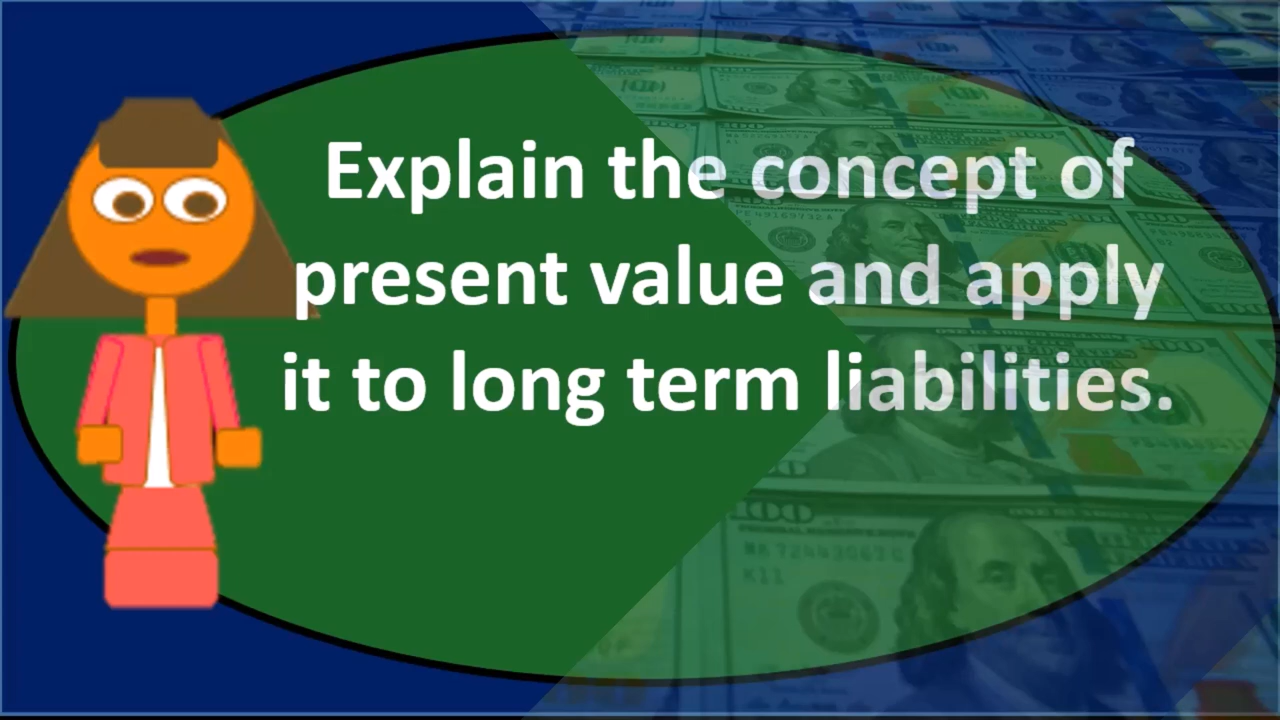 Explain the concept of
present value and apply
it to long term liabilities.